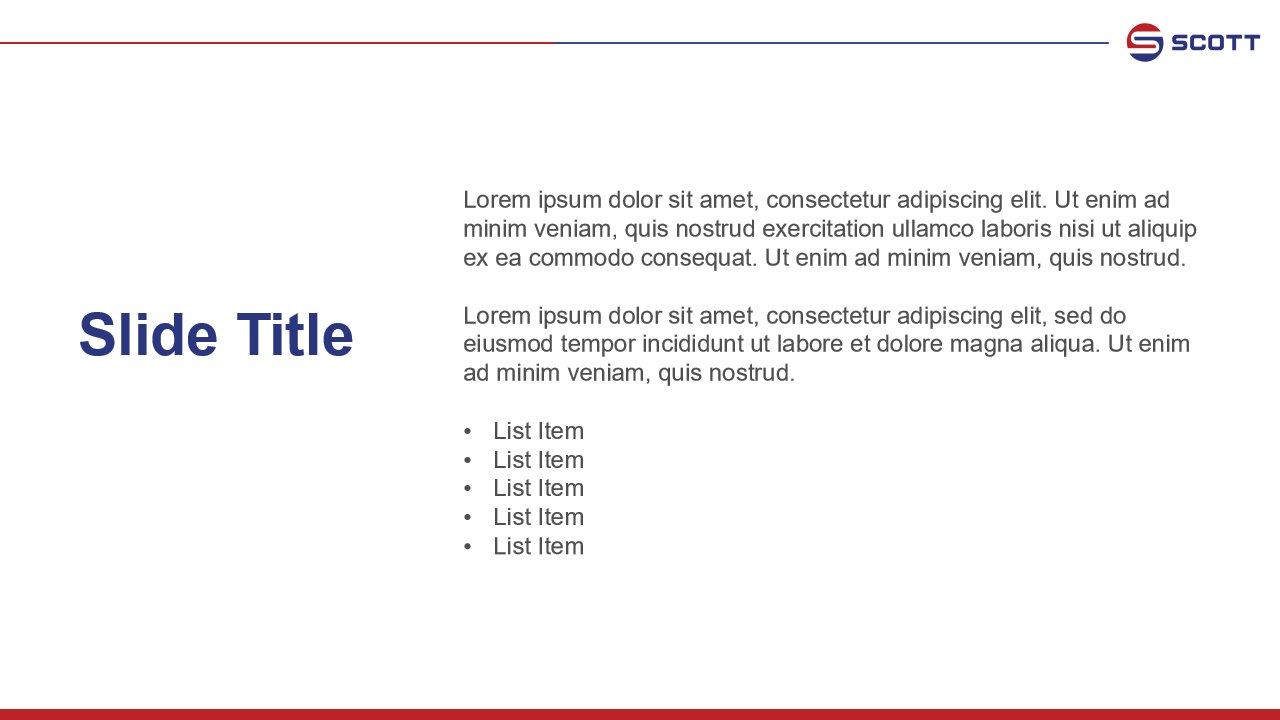 SCOTT
Slide Title
Lorem ipsum dolor sit amet, consectetur adipiscing elit. Ut enim ad
minim veniam, quis nostrud exercitation ullamco laboris nisi ut aliquip
ex ea commodo consequat. Ut enim ad minim veniam, quis nostrud.
Lorem ipsum dolor sit amet, consectetur adipiscing elit, sed do
eiusmod tempor incididunt ut labore et dolore magna aliqua. Ut enim
ad minim veniam, quis nostrud.
• List Item
• List Item
• List Item
• List Item
• List Item